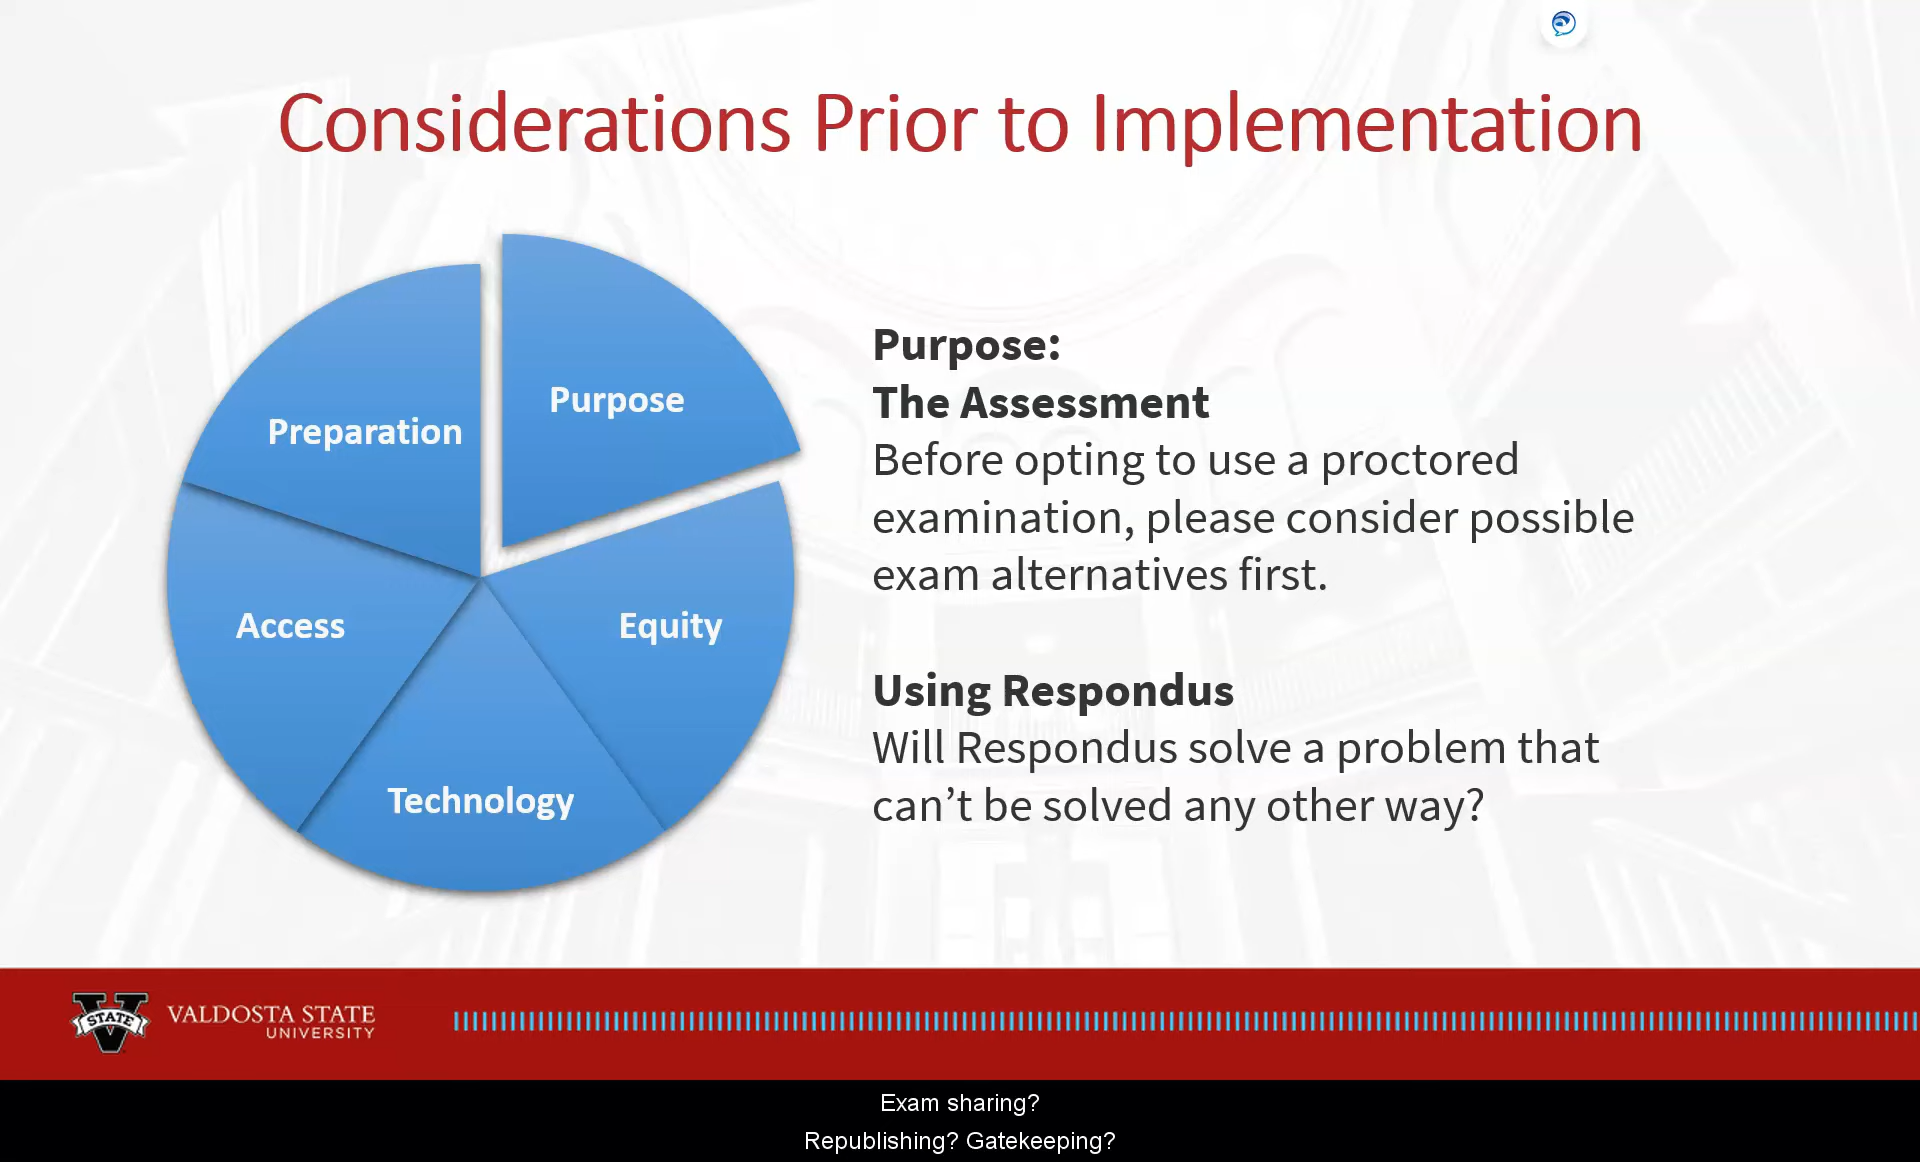 Considerations Prior to Implementation
Purpose
Preparation
Equity
Access
Technology
Purpose:
The Assessment
Before opting to use a proctored
examination, please consider possible
exam alternatives first.
Using Respondus
Will Respondus solve a problem that
can’t be solved any other way?
STATE
VALDOSTA STATE
UNIVERSITY
Exam sharing?
Republishing? Gatekeeping?